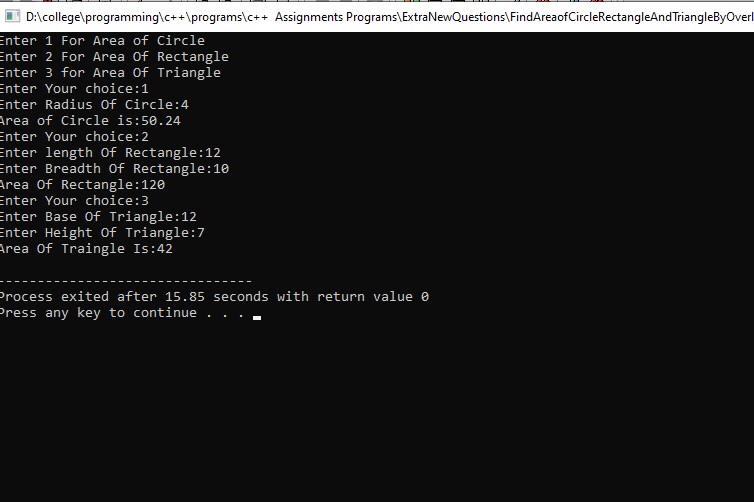 D:\college\programming\c++\programs\c++ Assignments Programs\ExtraNewQuestions\FindAreaofCircleRectangleAndTriangleByOverl
Enter 1 For Area of Circle
Enter 2 For Area Of Rectangle
Enter 3 for Area Of Triangle
Enter Your choice:1
Enter Radius Of Circle:4
Area of Circle is:50.24
Enter Your choice:2
Enter length Of Rectangle:12
Enter Breadth Of Rectangle:10
Area Of Rectangle:120
Enter Your choice:3
Enter Base Of Triangle:12
Enter Height Of Triangle:7
Area Of Traingle Is:42
--------------------------------
Process exited after 15.85 seconds with return value 0
Press any key to continue . . .